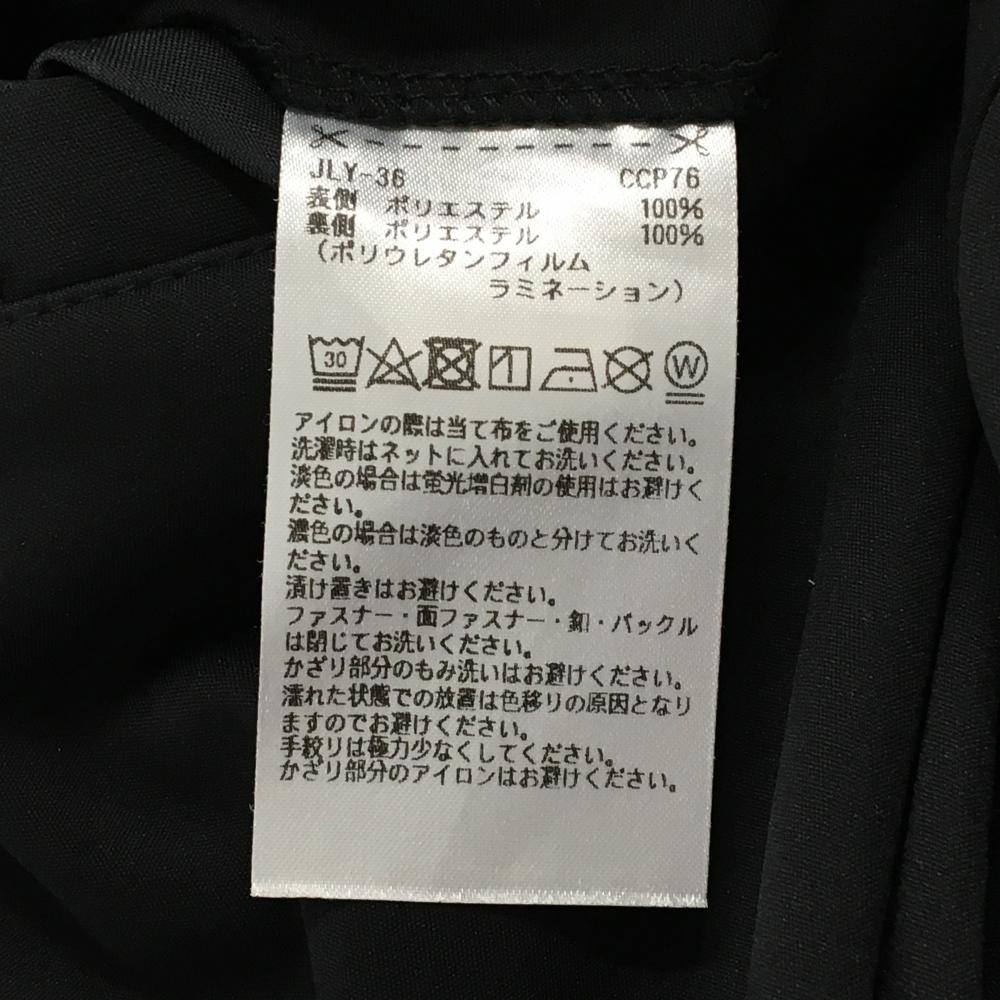 JLY-36 CCP76
表側 ポリエステル 100%
裏側 ポリエステル 100%
(ポリウレタンフィルム
ラミネーション)
30 W
アイロンの際は当て布をご使用ください。
洗濯時はネットに入れてお洗いください。
淡色の場合は蛍光増白剤の使用はお避けく
ださい。
濃色の場合は淡色のものと分けてお洗いく
ださい。
漬け置きはお避けください。
ファスナー・面ファスナー・釦・バックル
は閉じてお洗いください。
かざり部分のもみ洗いはお避けください。
濡れた状態での放置は色移りの原因となり
ますのでお避けください。
手絞りは極力少なくしてください。
かざり部分のアイロンはお避けください。